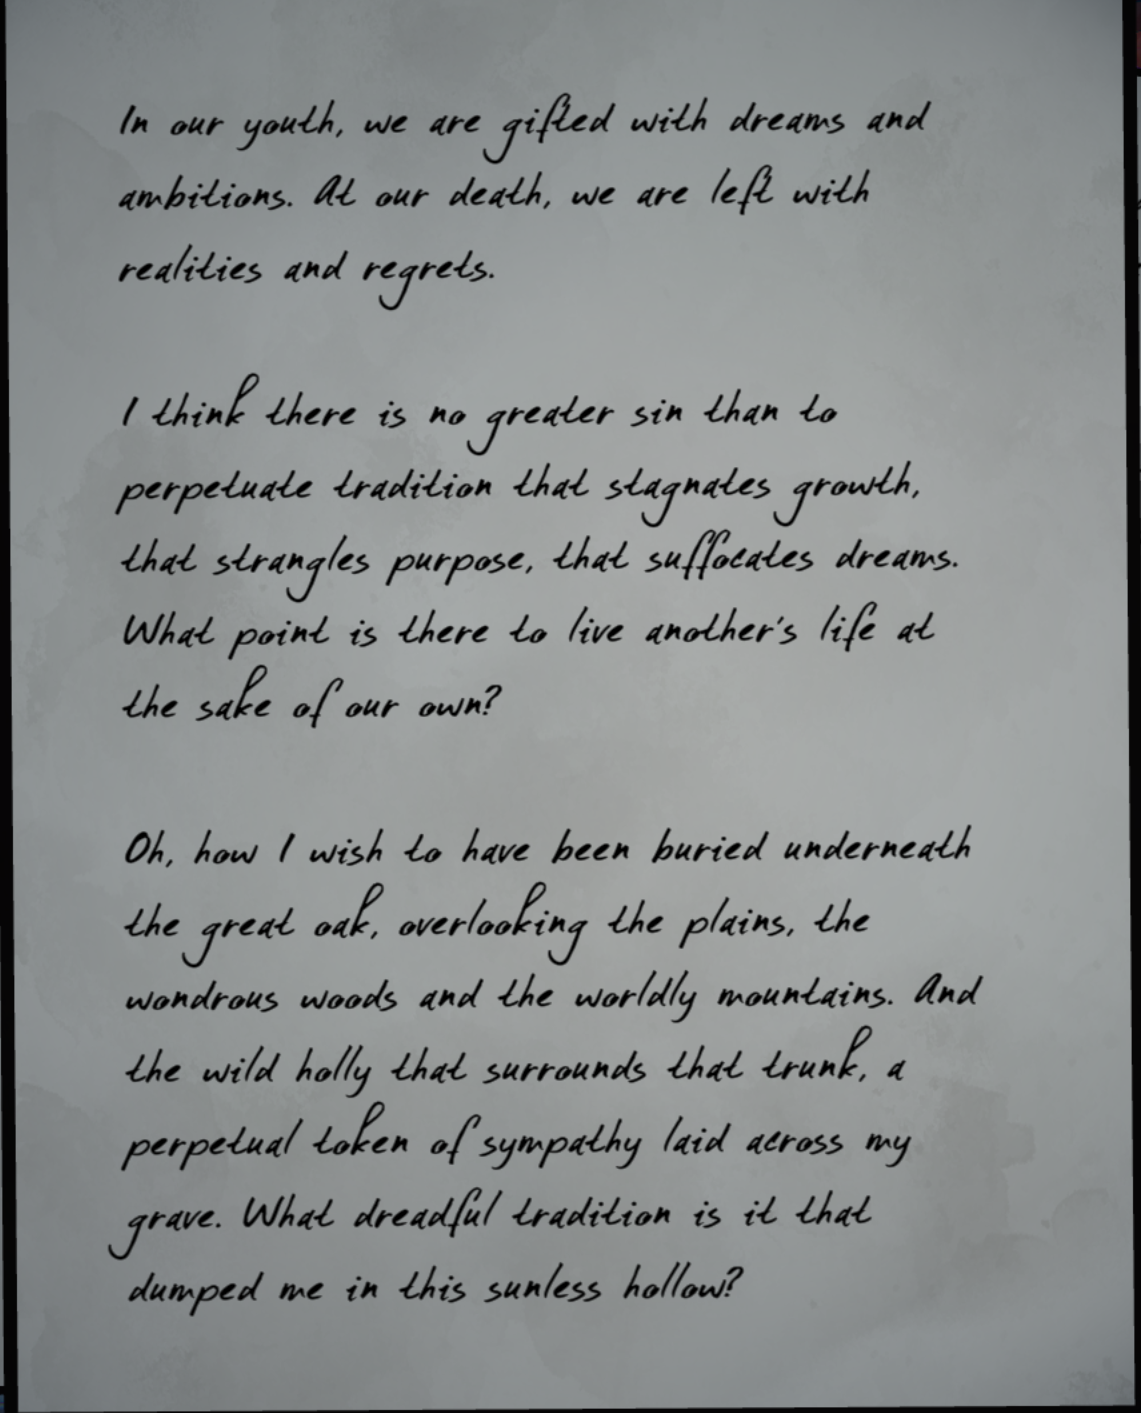 In our youth, we are gifted with dreams and
ambitions. At our death, we are left with
realities and regrets.
I think there is no greater sin than to
perpetuate tradition that stagnates growth,
that strangles purpose, that suffocates dreams.
What point is there to live another's life at
the sake of our own?
Oh, how I wish to have been buried underneath
the great oak, overlooking the plains, the
wondrous woods and the worldly mountains. And
the wild holly that surrounds that trunk, a
perpetual token of sympathy laid across my
grave. What dreadful tradition is it that
dumped me in this sunless hollow?